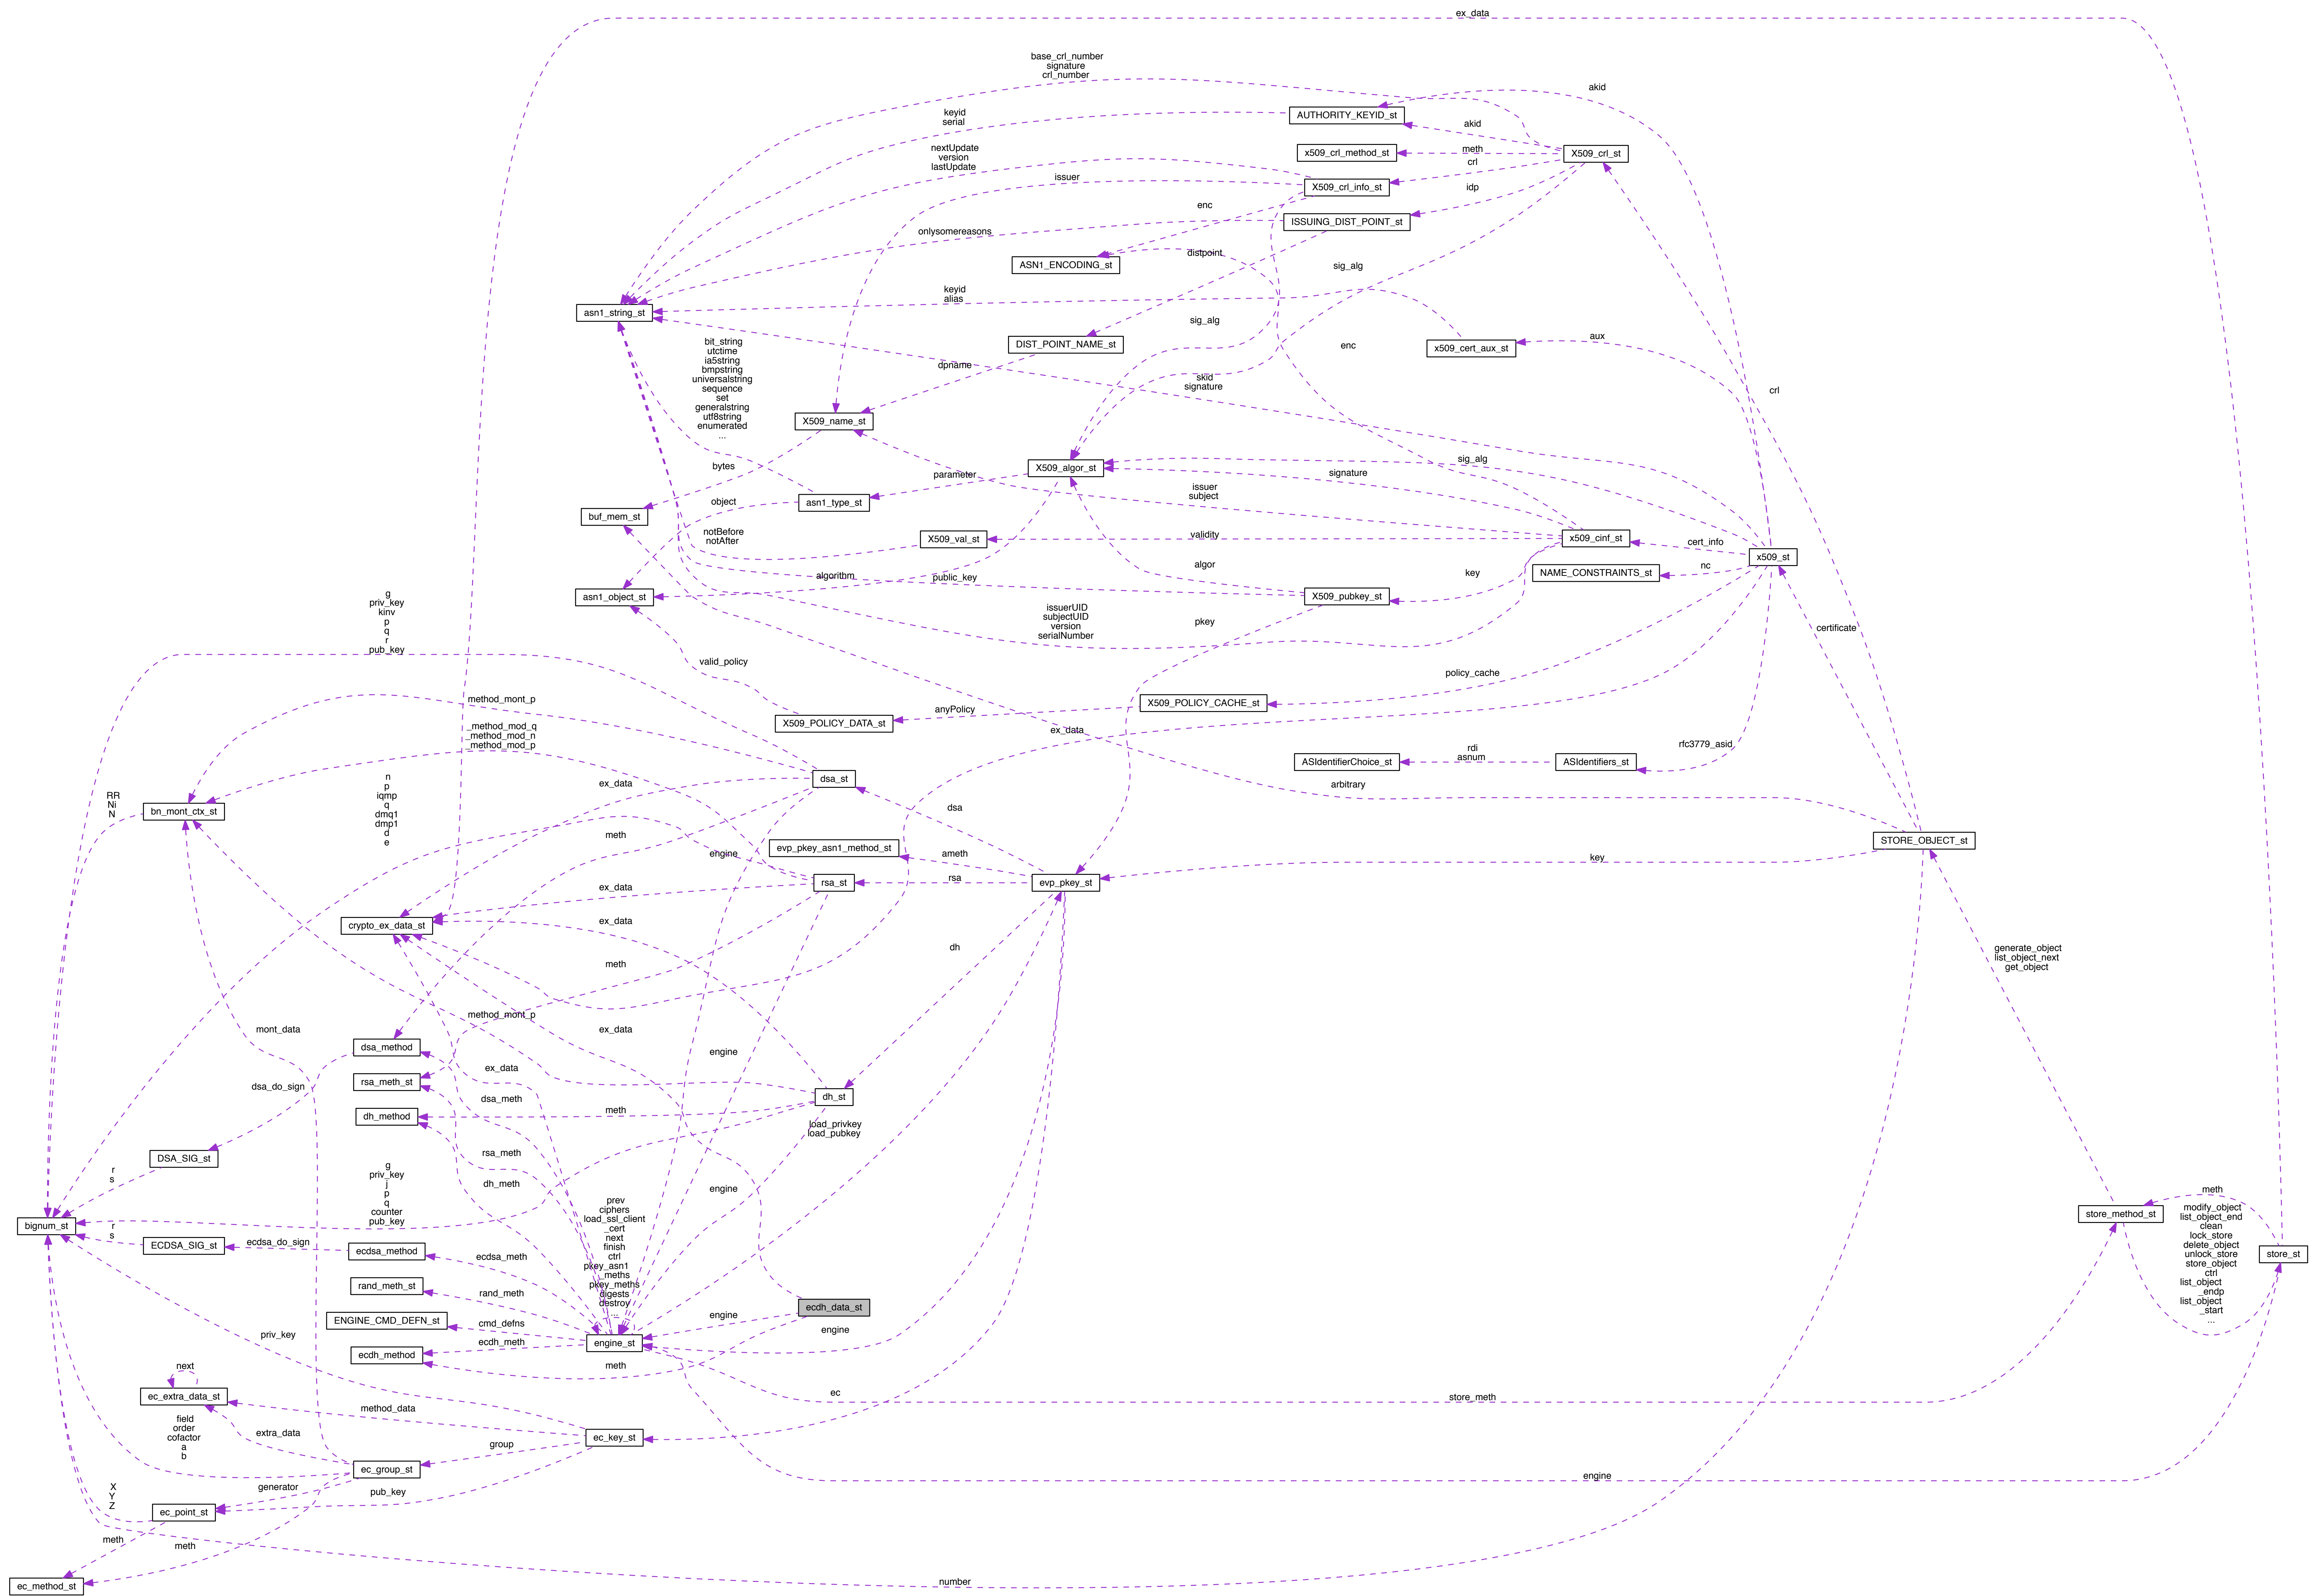 ex_data
base_crl_number
signature
crl_number
akid
AUTHORITY_KEYID_st
keyid
serial
akid
meth
x509_crl_method_st
X509_crl_st
nextUpdate
version
lastUpdate
crl
issuer
X509_crl_info_st
idp
enc
ISSUING_DIST_POINT_st
onlysomereasons
distpoint
ASN1_ENCODING_st
sig_alg
keyid
alias
asn1_string_st
sig_alg
aux
DIST_POINT_NAME_st
enc
x509_cert_aux_st
bit_string
utctime
ia5string
bmpstring
universalstring
sequence
set
generalstring
utf8string
enumerated
...
dpname
skid
signature
crl
X509_name_st
bytes
X509_algor_st
sig_alg
signature
parameter
issuer
subject
object
asn1_type_st
buf_mem_st
notBefore
notAfter
X509_val_st
validity
x509_cinf_st
cert_info
x509_st
nc
NAME_CONSTRAINTS_st
algor
key
algorithm
public_key
asn1_object_st
X509_pubkey_st
g
priv_key
kinv
p
q
r
pub_key
issuerUID
subjectUID
version
serialNumber
pkey
certificate
valid_policy
policy_cache
method_mont_p
X509_POLICY_CACHE_st
anyPolicy
X509_POLICY_DATA_st
_method_mod_q
_method_mod_n
_method_mod_p
ex_data
rfc3779_asid
rdi
asnum
ASIdentifierChoice_st
ASIdentifiers_st
dsa_st
ex_data
arbitrary
n
p
iqmp
q
dmq1
dmp1
d
e
RR
Ni
N
bn_mont_ctx_st
dsa
meth
STORE_OBJECT_st
evp_pkey_asn1_method_st
engine
ameth
key
rsa
rsa_st
evp_pkey_st
ex_data
crypto_ex_data_st
ex_data
dh
generate_object
list_object_next
get_object
meth
method_mont_p
mont_data
ex_data
dsa_method
engine
ex_data
rsa_meth_st
dsa_do_sign
dsa_meth
dh_st
dh_method
meth
load_privkey
load_pubkey
rsa_meth
DSA_SIG_st
r
s
g
priv_key
j
p
q
counter
pub_key
dh_meth
engine
meth
store_method_st
prev
ciphers
load_ssl_client
_cert
next
finish
ctrl
pkey_asn1
_meths
pkey_meths
digests
destroy
...
modify_object
list_object_end
clean
lock_store
delete_object
unlock_store
store_object
ctrl
list_object
_endp
list_object
_start
...
bignum_st
r
s
ECDSA_SIG_st
ecdsa_do_sign
ecdsa_method
ecdsa_meth
store_st
rand_meth_st
rand_meth
ecdh_data_st
engine
ENGINE_CMD_DEFN_st
cmd_defns
engine
priv_key
ecdh_meth
engine_st
ecdh_method
meth
next
ec_extra_data_st
ec
store_meth
method_data
field
order
cofactor
a
b
extra_data
group
ec_key_st
ec_group_st
engine
X
Y
Z
generator
pub_key
ec_point_st
meth
meth
number
ec_method_st